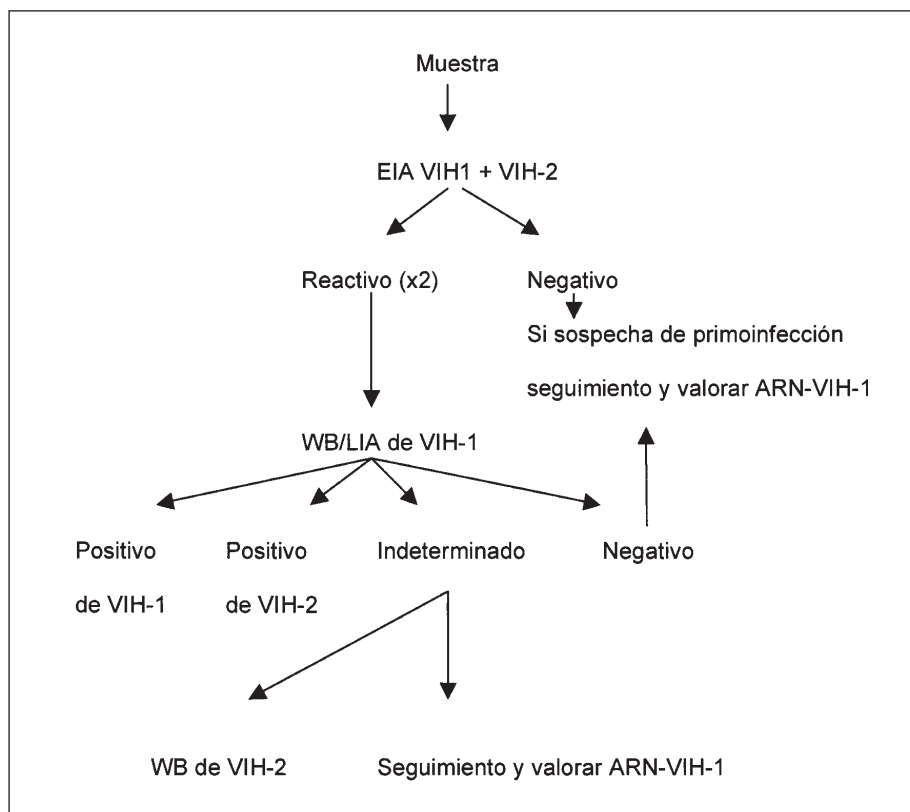 Muestra
EIA VIH1 + VIH-2
Reactivo (x2)
Negativo
Si sospecha de primoinfección
seguimiento y valorar ARN-VIH-1
WB/LIA de VIH-1
Positivo
de VIH-1
Positivo
de VIH-2
Indeterminado
Negativo
WB de VIH-2
Seguimiento y valorar ARN-VIH-1